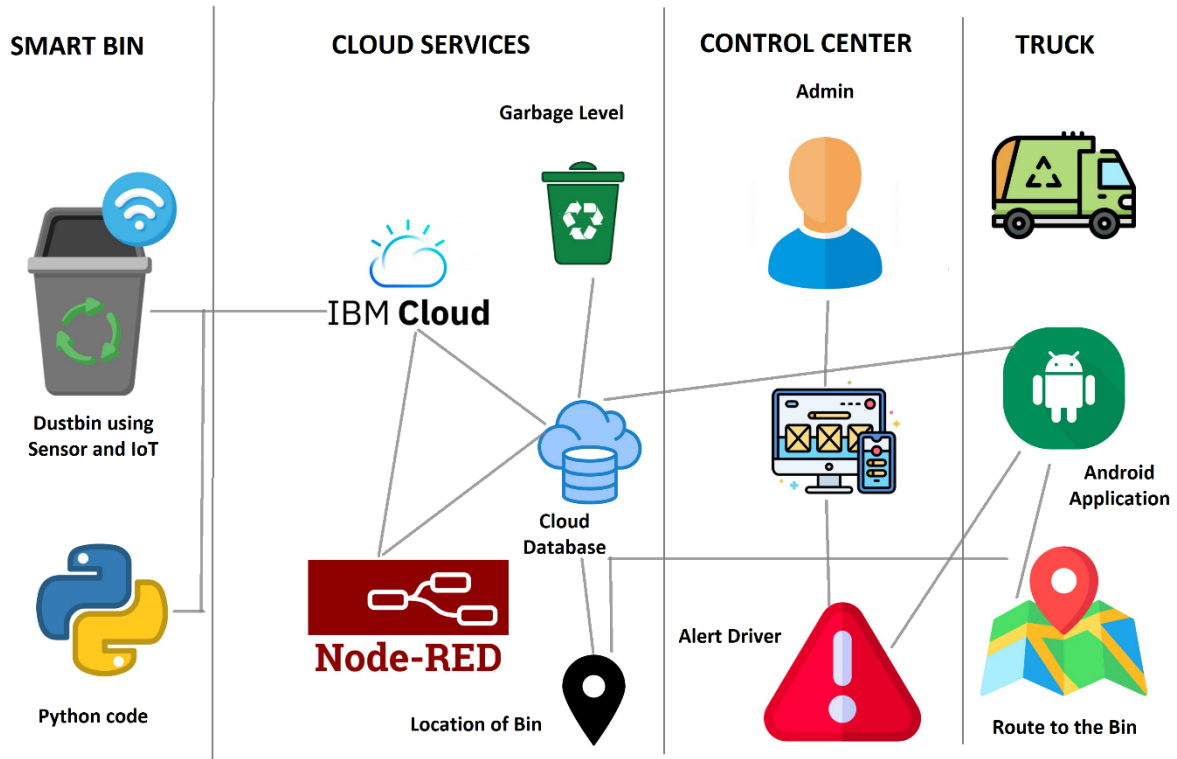 SMART BIN
CLOUD SERVICES
CONTROL CENTER
TRUCK
Garbage Level
Admin
IBM Cloud
Dustbin using
Sensor and IoT
Cloud
Database
Android
Application
Node-RED
Alert Driver
Python code
Location of Bin
Route to the Bin